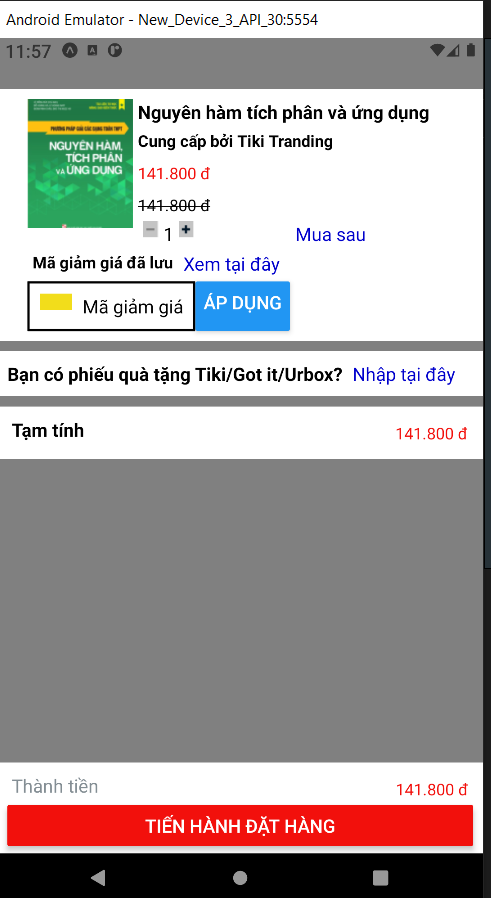 Android Emulator - New_Device_3_API_30:5554
11:57
PHƯƠNG PHÁP GIẢI CÁC DẠNG TOÁN THPT
NGUYÊN HÀM,
TÍCH PHÂN
VÀ ỨNG DỤNG
Nguyên hàm tích phân và ứng dụng
Cung cấp bởi Tiki Tranding
141.800 đ
141.800 đ
1
Mua sau
Mã giảm giá đã lưu Xem tại đây
Mã giảm giá ÁP DỤNG
Bạn có phiếu quà tặng Tiki/Got it/Urbox? Nhập tại đây
Tạm tính 141.800 đ
Thành tiền 141.800 đ
TIẾN HÀNH ĐẶT HÀNG